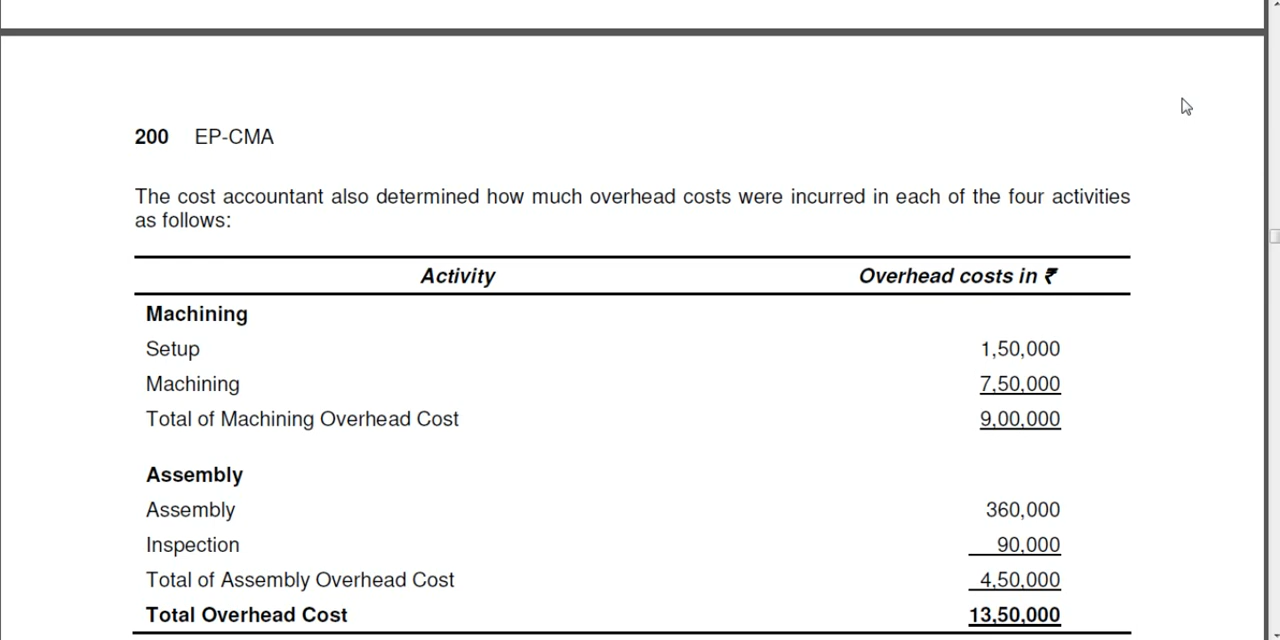 200 EP-CMA
The cost accountant also determined how much overhead costs were incurred in each of the four activities
as follows:
Activity Overhead costs in ₹
Machining
Setup 1,50,000
Machining 7,50,000
Total of Machining Overhead Cost 9,00,000
Assembly
Assembly 360,000
Inspection 90,000
Total of Assembly Overhead Cost 4,50,000
Total Overhead Cost 13,50,000